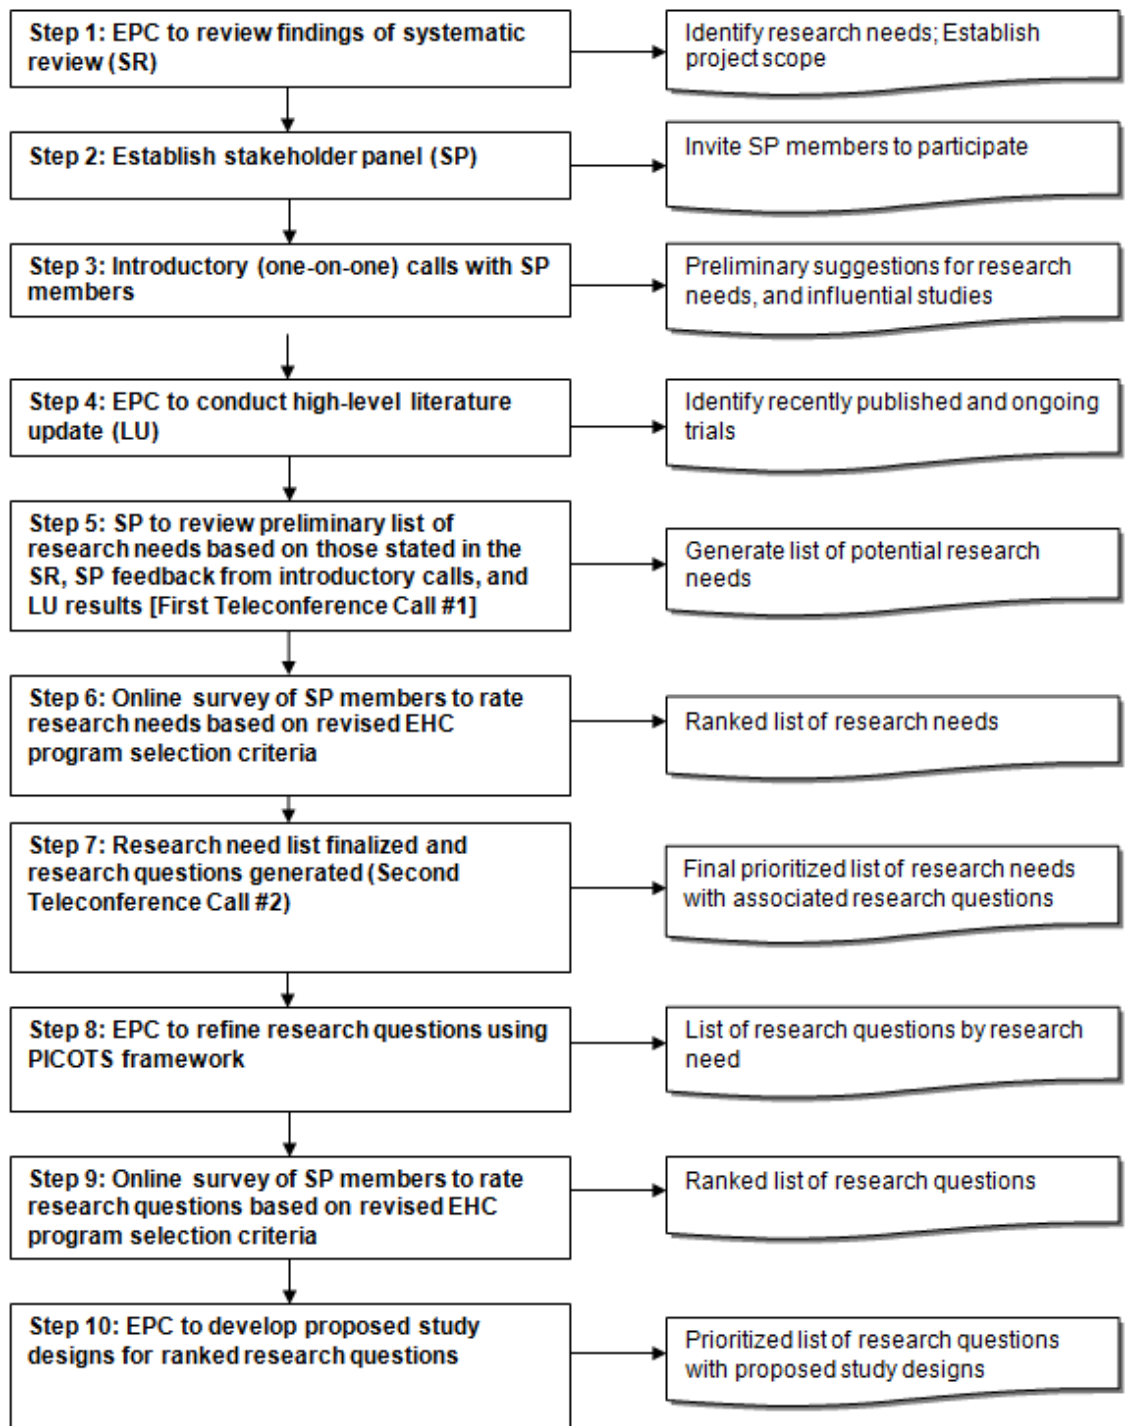 Step 1: EPC to review findings of systematic
review (SR)
Identify research needs; Establish
project scope
Step 2: Establish stakeholder panel (SP)
Invite SP members to participate
Step 3: Introductory (one-on-one) calls with SP
members
Preliminary suggestions for research
needs, and influential studies
Step 4: EPC to conduct high-level literature
update (LU)
Identify recently published and ongoing
trials
Step 5: SP to review preliminary list of
research needs based on those stated in the
SR, SP feedback from introductory calls, and
LU results [First Teleconference Call #1]
Generate list of potential research
needs
Step 6: Online survey of SP members to rate
research needs based on revised EHC
program selection criteria
Ranked list of research needs
Step 7: Research need list finalized and
research questions generated (Second
Teleconference Call #2)
Final prioritized list of research needs
with associated research questions
Step 8: EPC to refine research questions using
PICOTS framework
List of research questions by research
need
Step 9: Online survey of SP members to rate
research questions based on revised EHC
program selection criteria
Ranked list of research questions
Step 10: EPC to develop proposed study
designs for ranked research questions
Prioritized list of research questions
with proposed study designs